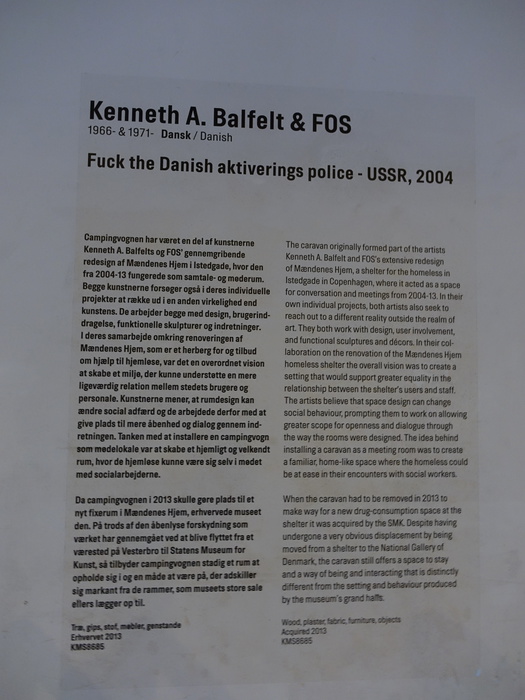 Kenneth A. Balfelt & FOS
1966- & 1971- Dansk / Danish
Fuck the Danish aktiverings police - USSR, 2004
Campingvognen har været en del af kunstnerne
Kenneth A. Balfelts og FOS' gennemgribende
redesign af Mændenes Hjem i Istedgade, hvor den
fra 2004-13 fungerede som samtale- og møderum.
Begge kunstnerne forsøger også i deres individuelle
projekter at række ud i en anden virkelighed end
kunstens. De arbejder begge med design, brugerind-
dragelse, funktionelle skulpturer og indretninger.
I deres samarbejde omkring renoveringen af
Mændenes Hjem, som er et herberg for og tilbud
om hjælp til hjemløse, var det en overordnet vision
at skabe et miljø, der kunne understøtte en mere
ligeværdig relation mellem stedets brugere og
personale. Kunstnerne mener, at rumdesign kan
ændre social adfærd og de arbejdede derfor med at
give plads til mere åbenhed og dialog gennem ind-
retningen. Tanken med at installere en campingvogn
som mødelokale var at skabe et hjemligt og velkendt
rum, hvor de hjemløse kunne være sig selv i mødet
med socialarbejderne.
Da campingvognen i 2013 skulle gøre plads til et
nyt fixerum i Mændenes Hjem, erhvervede museet
den. På trods af den åbenlyse forskydning som
værket har gennemgået ved at blive flyttet fra et
værested på Vesterbro til Statens Museum for
Kunst, så tilbyder campingvognen stadig et rum at
opholde sig i og en måde at være på, der adskiller
sig markant fra de rammer, som museets store sale
ellers lægger op til.
Træ, gips, stof, møbler, genstande
Erhvervet 2013
KMS8685
The caravan originally formed part of the artists
Kenneth A. Balfelt and FOS's extensive redesign
of Mændenes Hjem, a shelter for the homeless in
Istedgade in Copenhagen, where it acted as a space
for conversation and meetings from 2004-13. In their
own individual projects, both artists also seek to
reach out to a different reality outside the realm of
art. They both work with design, user involvement,
and functional sculptures and décors. In their col-
laboration on the renovation of the Mændenes Hjem
homeless shelter the overall vision was to create a
setting that would support greater equality in the
relationship between the shelter's users and staff.
The artists believe that space design can change
social behaviour, prompting them to work on allowing
greater scope for openness and dialogue through
the way the rooms were designed. The idea behind
installing a caravan as a meeting room was to create
a familiar, home-like space where the homeless could
be at ease in their encounters with social workers.
When the caravan had to be removed in 2013 to
make way for a new drug-consumption space at the
shelter it was acquired by the SMK. Despite having
undergone a very obvious displacement by being
moved from a shelter to the National Gallery of
Denmark, the caravan still offers a space to stay
and a way of being and interacting that is distinctly
different from the setting and behaviour produced
by the museum's grand halls.
Wood, plaster, fabric, furniture, objects
Acquired 2013
KMS8685